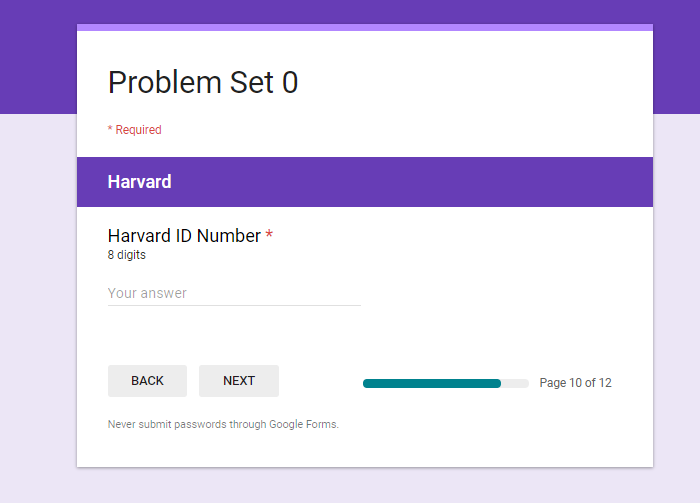 Problem Set 0
* Required
Harvard
Harvard ID Number *
8 digits
Your answer
BACK
NEXT
Page 10 of 12
Never submit passwords through Google Forms.